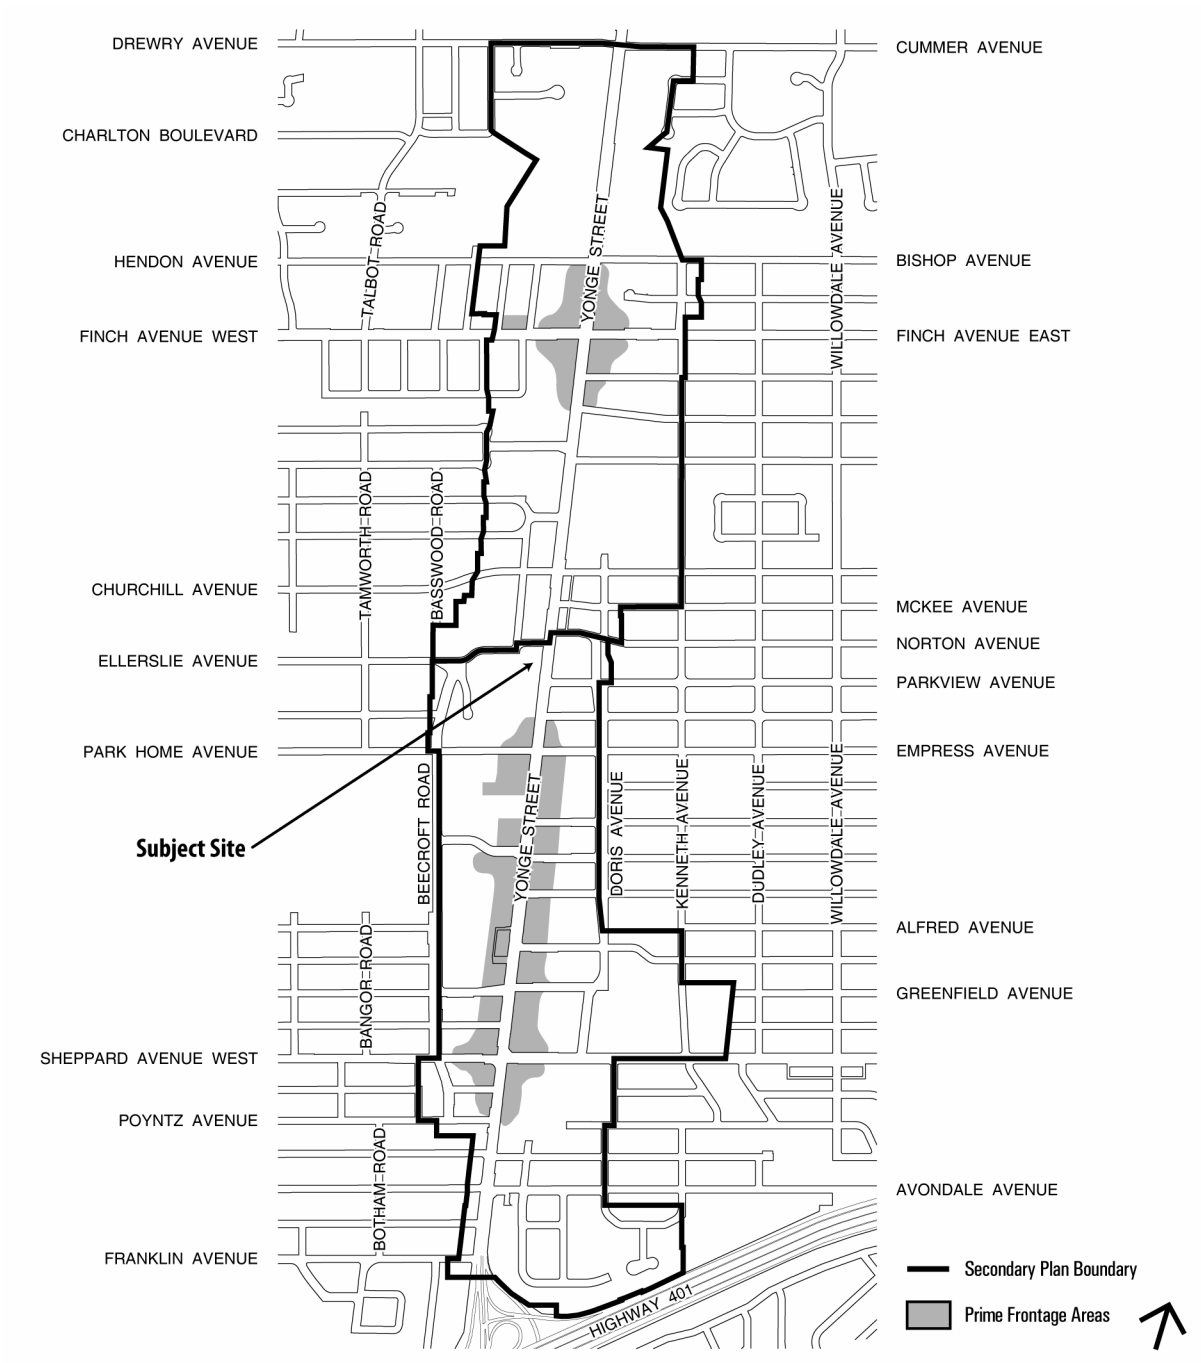 DREWRY AVENUE
CUMMER AVENUE
CHARLTON BOULEVARD
TALBOT ROAD
YONGE STREET
WILLOWDALE AVENUE
HENDON AVENUE
BISHOP AVENUE
FINCH AVENUE WEST
FINCH AVENUE EAST
TAMWORTH ROAD
BASSWOOD ROAD
CHURCHILL AVENUE
MCKEE AVENUE
NORTON AVENUE
ELLERSLIE AVENUE
PARKVIEW AVENUE
PARK HOME AVENUE
EMPRESS AVENUE
Subject Site
BEECROFT ROAD
YONGE STREET
DORIS AVENUE
KENNETH AVENUE
DUDLEY AVENUE
WILLOWDALE AVENUE
ALFRED AVENUE
BANGOR ROAD
GREENFIELD AVENUE
SHEPPARD AVENUE WEST
POYNTZ AVENUE
BOTHAM ROAD
AVONDALE AVENUE
FRANKLIN AVENUE
HIGHWAY 401
Secondary Plan Boundary
Prime Frontage Areas